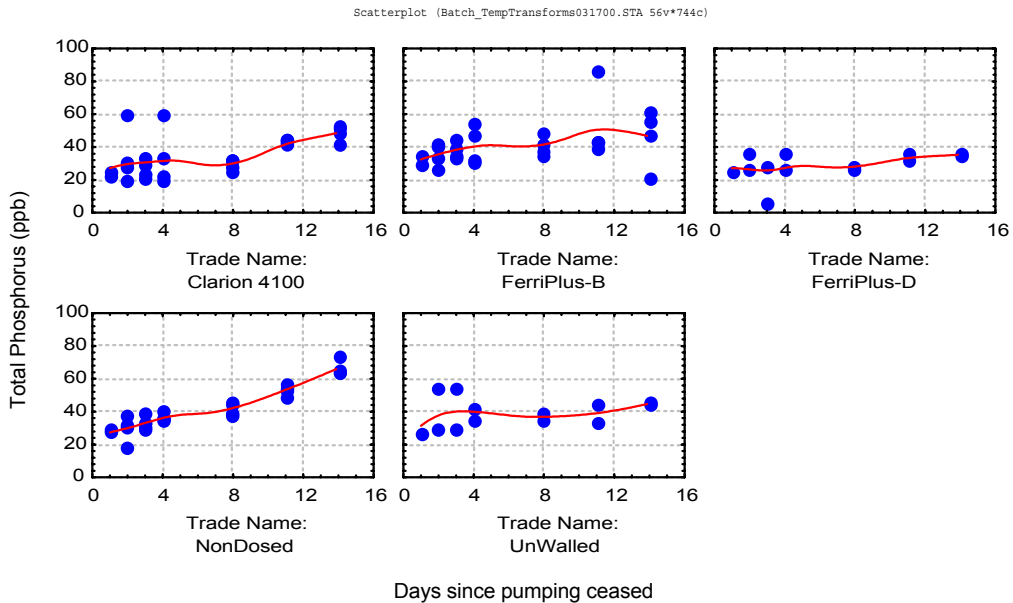 Scatterplot (Batch_TempTransforms031700.STA 56v*744c)
Total Phosphorus (ppb)
100
80
60
40
20
0
0 4 8 12 16
Trade Name:
Clarion 4100
0 4 8 12 16
Trade Name:
FerriPlus-B
0 4 8 12 16
Trade Name:
FerriPlus-D
100
80
60
40
20
0
0 4 8 12 16
Trade Name:
NonDosed
0 4 8 12 16
Trade Name:
UnWalled
Days since pumping ceased